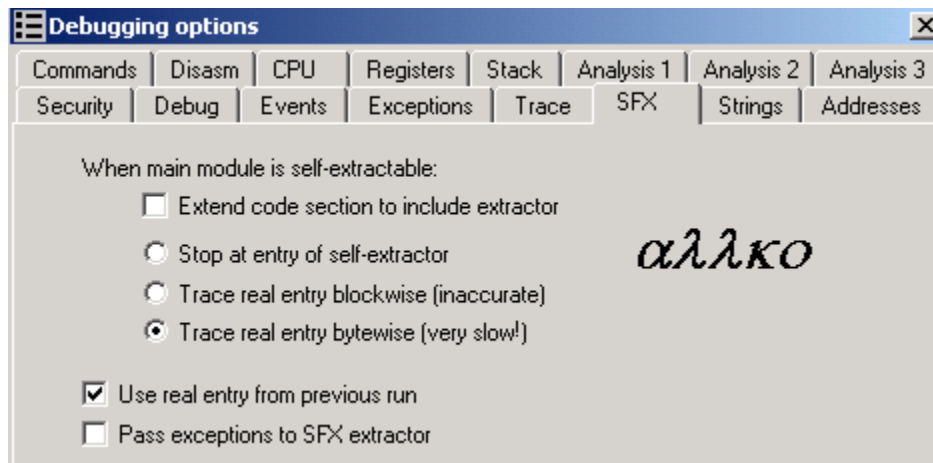 Debugging options
Commands Disasm CPU Registers Stack Analysis 1 Analysis 2 Analysis 3
Security Debug Events Exceptions Trace SFX Strings Addresses
When main module is self-extractable:
Extend code section to include extractor
Stop at entry of self-extractor
αλλκο
Trace real entry blockwise (inaccurate)
Trace real entry bytewise (very slow!)
Use real entry from previous run
Pass exceptions to SFX extractor